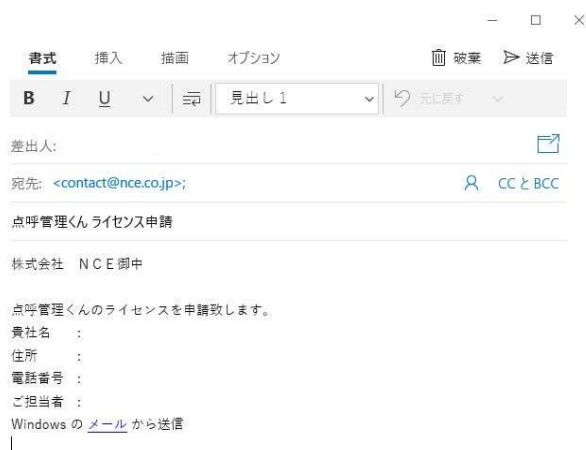 書式 挿入 描画 オプション 破棄 送信
B I U 見出し 1 元に戻す
差出人:
宛先: <contact@nce.co.jp>; CC と BCC
点呼管理くん ライセンス申請
株式会社 ＮＣＥ御中
点呼管理くんのライセンスを申請致します。
貴社名 ：
住所 ：
電話番号 ：
ご担当者 ：
Windows の メール から送信